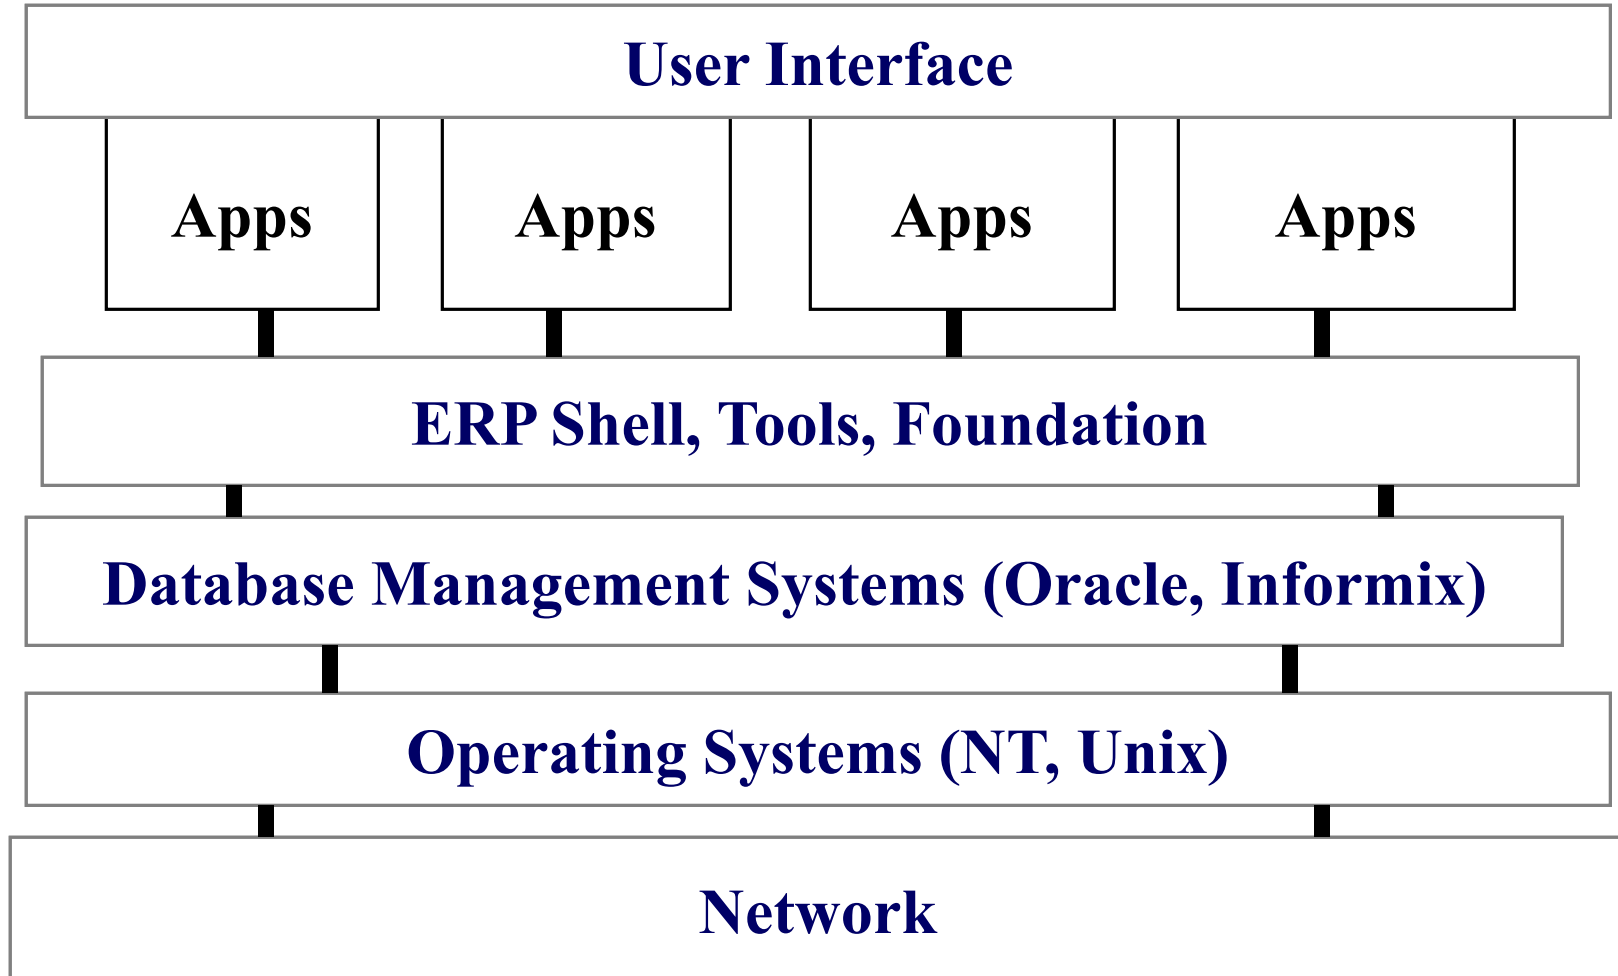 User Interface
Apps Apps Apps Apps
ERP Shell, Tools, Foundation
Database Management Systems (Oracle, Informix)
Operating Systems (NT, Unix)
Network